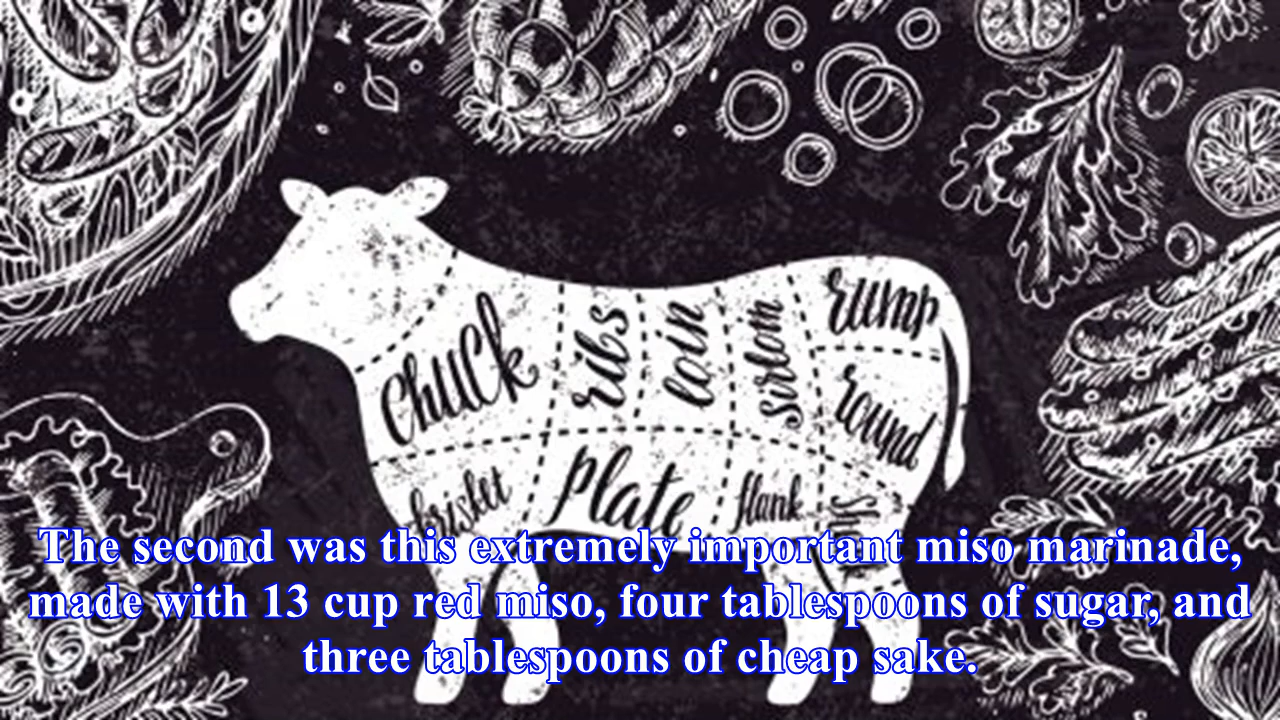 Chuck
ribs
loin
sirloin
rump
round
brisket
plate
flank
The second was this extremely important miso marinade,
made with 13 cup red miso, four tablespoons of sugar, and
three tablespoons of cheap sake.